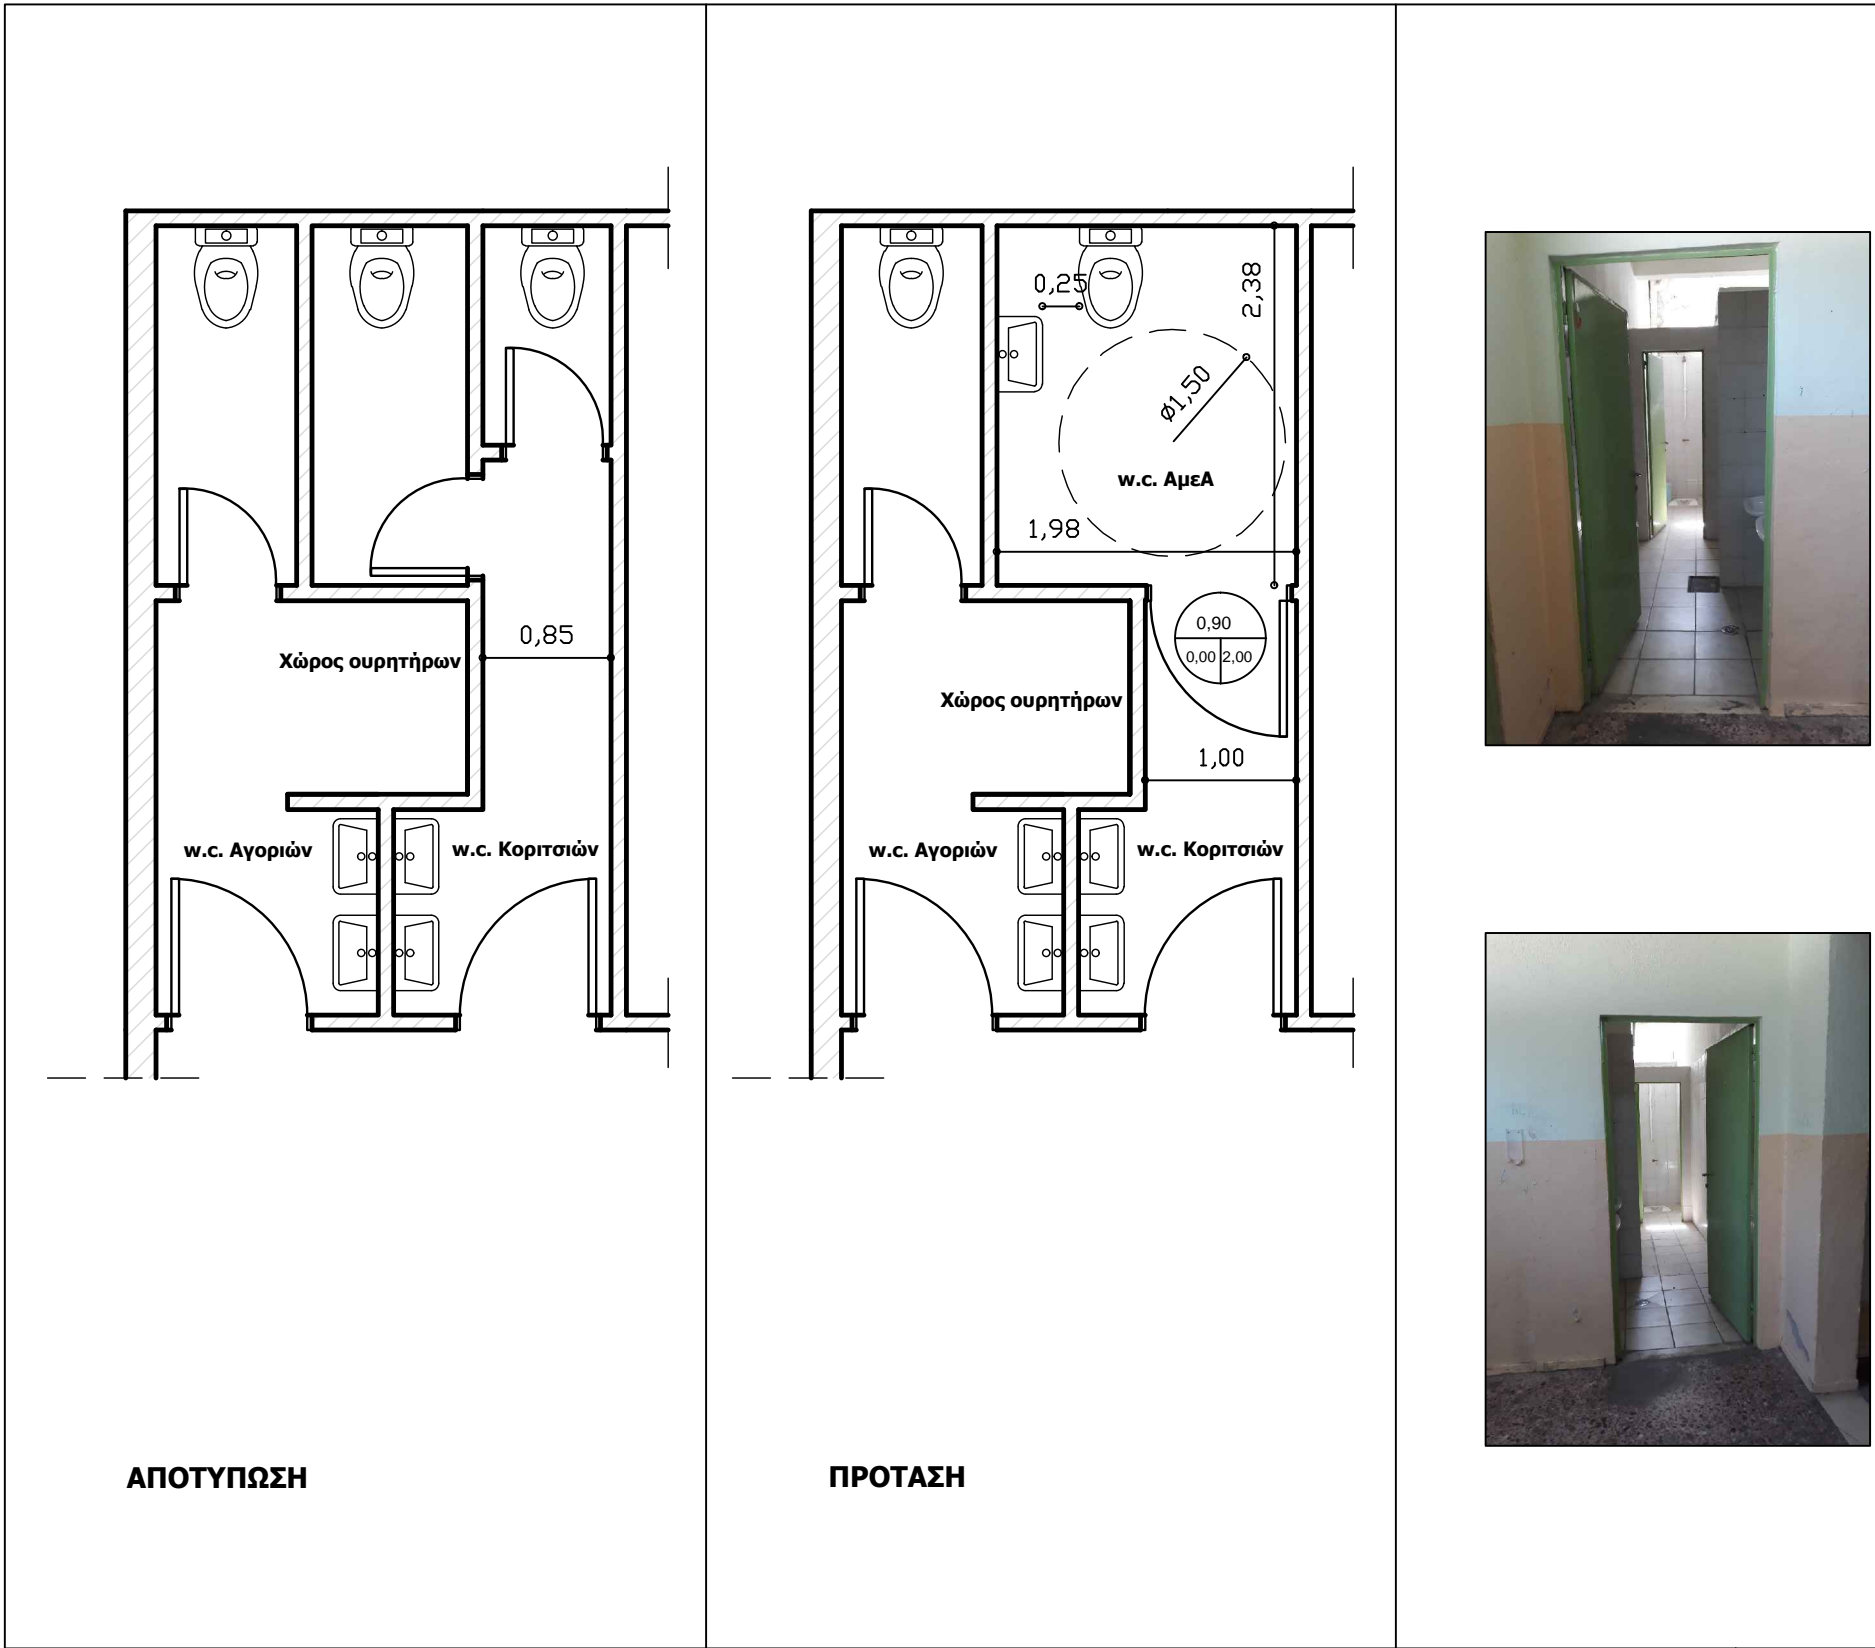 0,85
Χώρος ουρητήρων
w.c. Αγοριών
w.c. Κοριτσιών
ΑΠΟΤΥΠΩΣΗ
0,25
2,38
ø1,50
w.c. ΑμεΑ
1,98
0,90
0,00 2,00
Χώρος ουρητήρων
1,00
w.c. Αγοριών
w.c. Κοριτσιών
ΠΡΟΤΑΣΗ